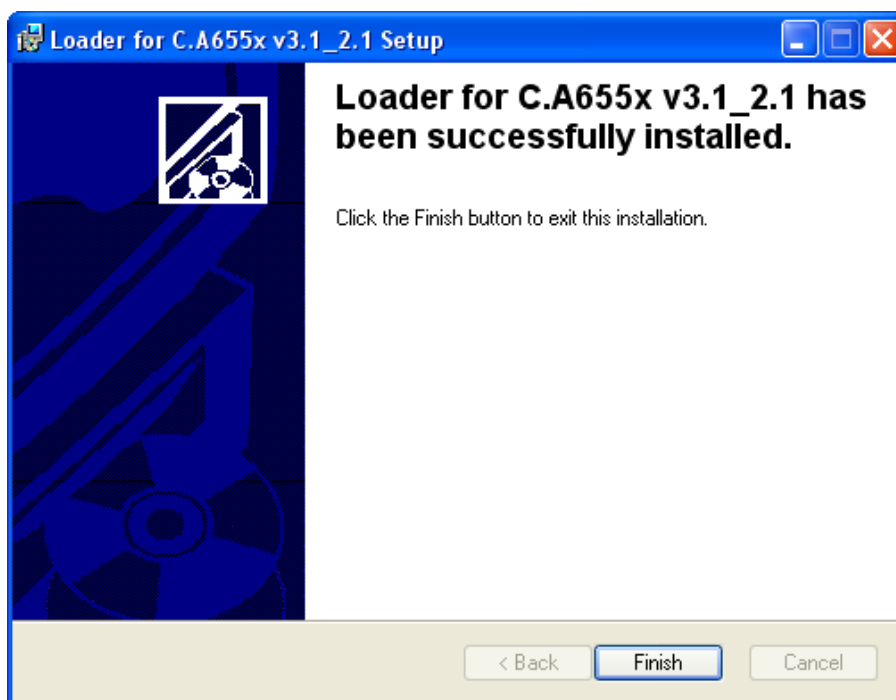 Loader for C.A655x v3.1_2.1 Setup
Loader for C.A655x v3.1_2.1 has
been successfully installed.
Click the Finish button to exit this installation.
< Back
Finish
Cancel